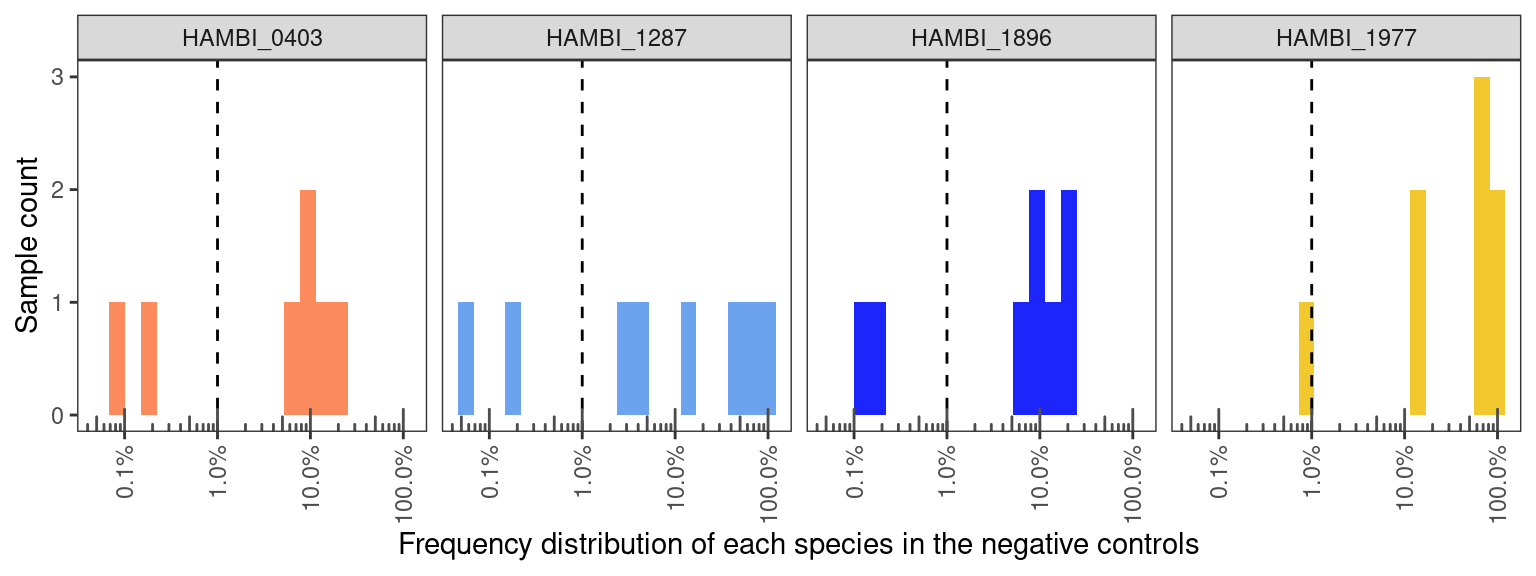 HAMBI_0403 HAMBI_1287 HAMBI_1896 HAMBI_1977
Sample count
3
2
1
0
0.1% 1.0% 10.0% 100.0% 0.1% 1.0% 10.0% 100.0% 0.1% 1.0% 10.0% 100.0% 0.1% 1.0% 10.0% 100.0%
Frequency distribution of each species in the negative controls